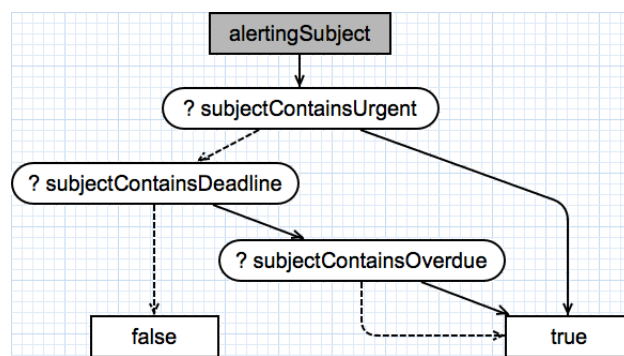 alertingSubject
? subjectContainsUrgent
? subjectContainsDeadline
? subjectContainsOverdue
false
true